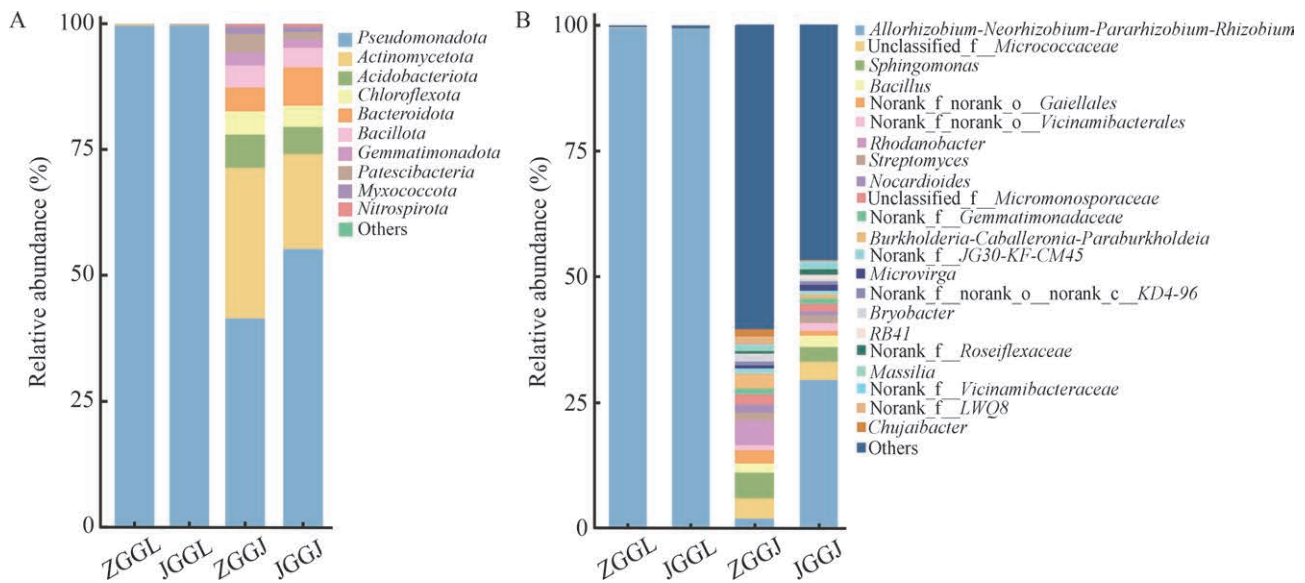 A
Relative abundance (%)
100
75
50
25
0
ZGGL
JGGL
ZGGJ
JGGJ
Pseudomonadota
Actinomycetota
Acidobacteriota
Chloroflexota
Bacteroidota
Bacillota
Gemmatimonadota
Patescibacteria
Myxococcota
Nitrospirota
Others
B
Relative abundance (%)
100
75
50
25
0
ZGGL
JGGL
ZGGJ
JGGJ
Allorhizobium-Neorhizobium-Pararhizobium-Rhizobium
Unclassified_f__Micrococcaceae
Sphingomonas
Bacillus
Norank_f_norank_o__Gaiellales
Norank_f_norank_o__Vicinamibacterales
Rhodanobacter
Streptomyces
Nocardioides
Unclassified_f__Micromonosporaceae
Norank_f__Gemmatimonadaceae
Burkholderia-Caballeronia-Paraburkholdeia
Norank_f__JG30-KF-CM45
Microvirga
Norank_f__norank_o__norank_c__KD4-96
Bryobacter
RB41
Norank_f__Roseiflexaceae
Massilia
Norank_f__Vicinamibacteraceae
Norank_f__LWQ8
Chujaibacter
Others